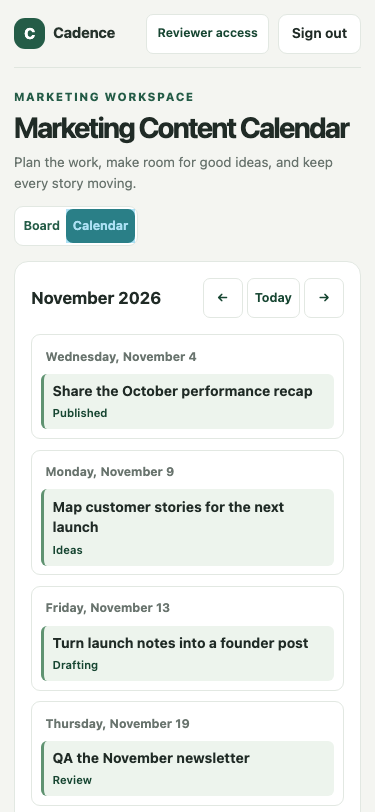 C Cadence Reviewer access Sign out
MARKETING WORKSPACE
Marketing Content Calendar
Plan the work, make room for good ideas, and keep
every story moving.
Board Calendar
November 2026 ← Today →
Wednesday, November 4
Share the October performance recap
Published
Monday, November 9
Map customer stories for the next
launch
Ideas
Friday, November 13
Turn launch notes into a founder post
Drafting
Thursday, November 19
QA the November newsletter
Review